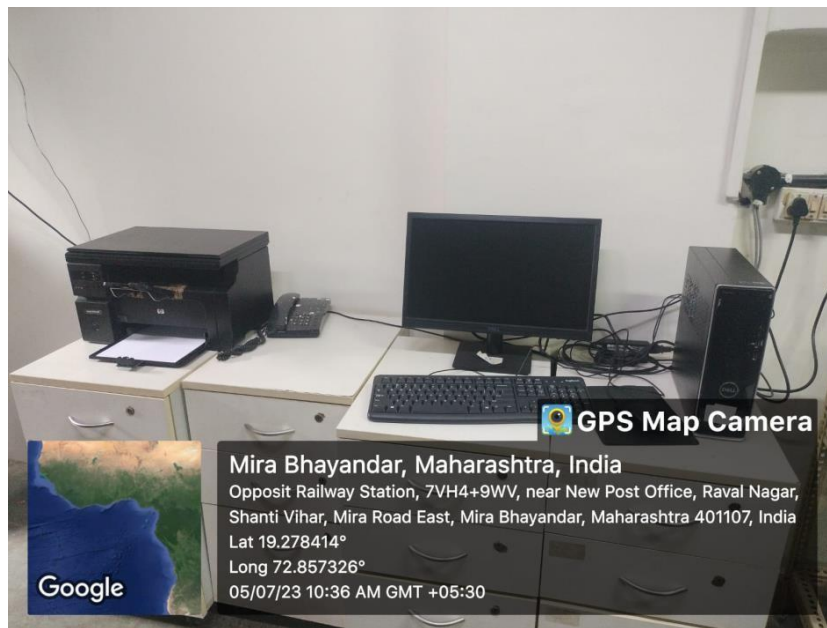 GPS Map Camera
Mira Bhayandar, Maharashtra, India
Opposit Railway Station, 7VH4+9WV, near New Post Office, Raval Nagar,
Shanti Vihar, Mira Road East, Mira Bhayandar, Maharashtra 401107, India
Lat 19.278414°
Long 72.857326°
05/07/23 10:36 AM GMT +05:30
Google
hp
DELL